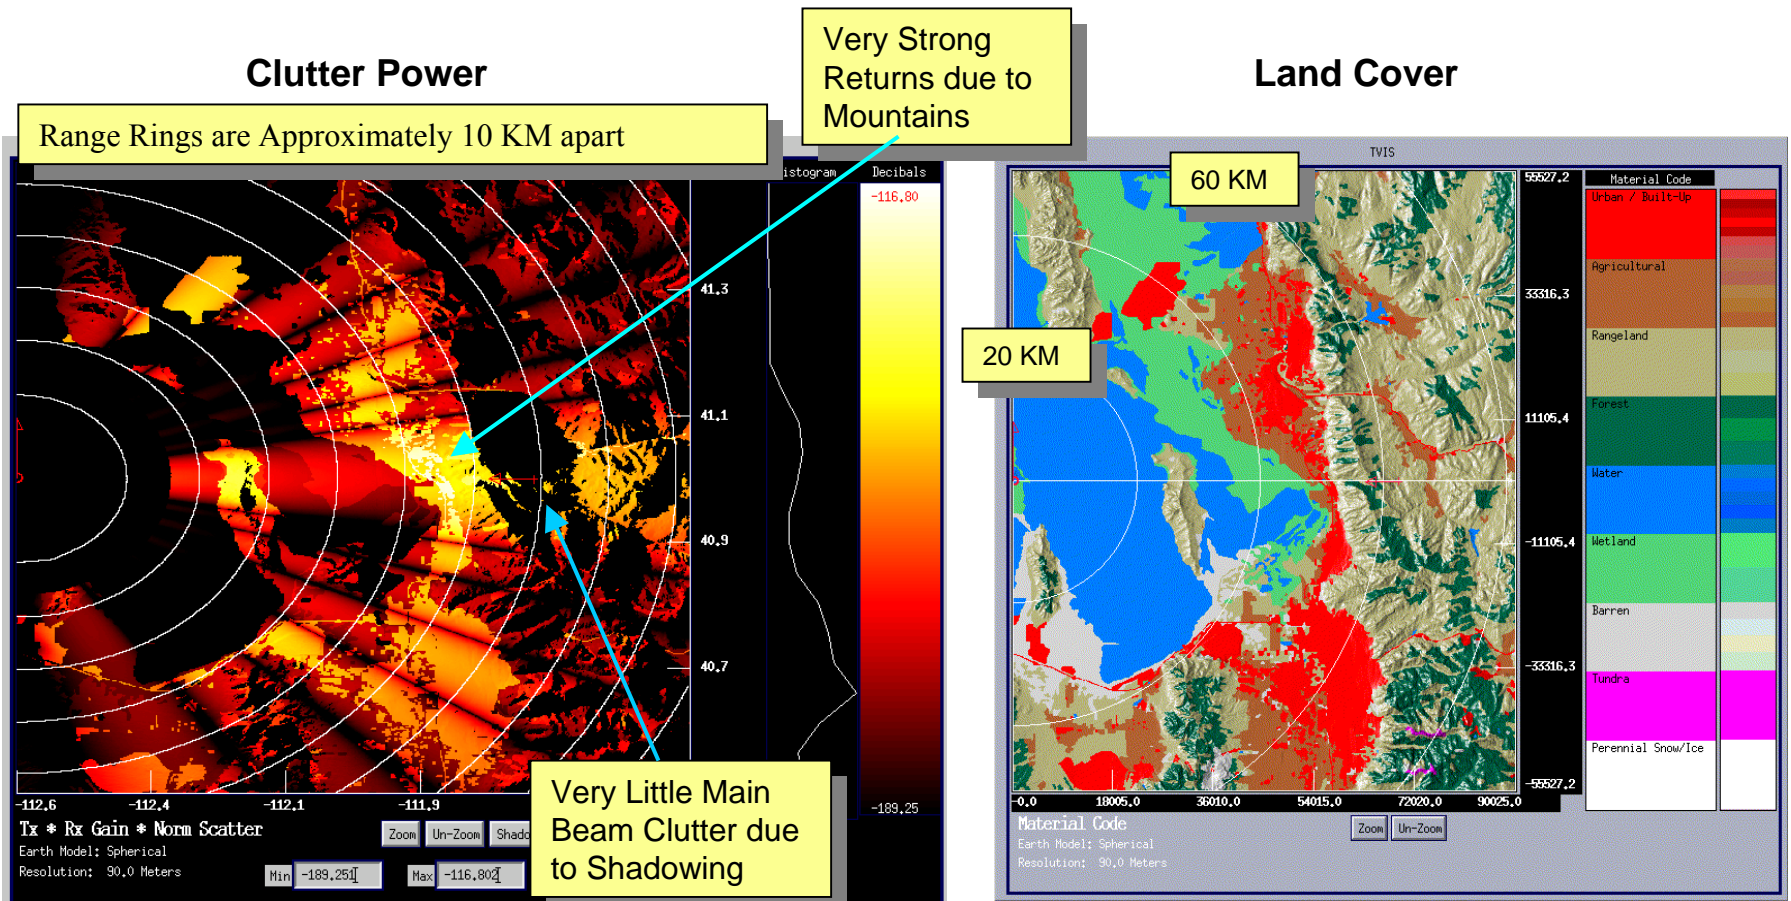 Clutter Power
Very Strong
Returns due to
Mountains
Land Cover
Range Rings are Approximately 10 KM apart
istogram
Decibals
-116.80
41.3
41.1
40.9
40.7
-189.25
-112.6
-112.4
-112.1
-111.9
Tx * Rx Gain * Norm Scatter
Earth Model: Spherical
Resolution: 90.0 Meters
Zoom
Un-Zoom
Shado
Min
-189.251
Max
-116.802
Very Little Main
Beam Clutter due
to Shadowing
TVIS
60 KM
20 KM
55527.2
33316.3
11105.4
-11105.4
-33316.3
-55527.2
-0.0
18005.0
36010.0
54015.0
72020.0
90025.0
Material Code
Urban / Built-Up
Agricultural
Rangeland
Forest
Water
Wetland
Barren
Tundra
Perennial Snow/Ice
Material Code
Earth Model: Spherical
Resolution: 90.0 Meters
Zoom
Un-Zoom